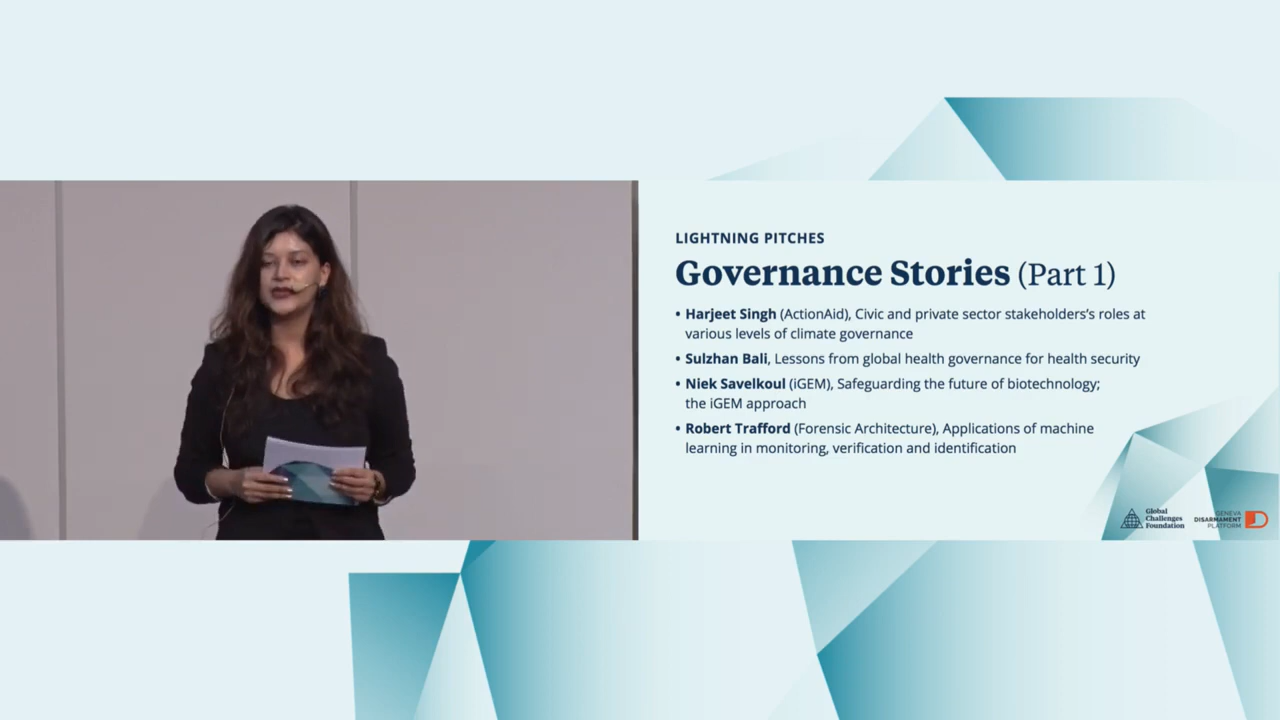 LIGHTNING PITCHES
Governance Stories (Part 1)
• Harjeet Singh (ActionAid), Civic and private sector stakeholders's roles at
various levels of climate governance
• Sulzhan Bali, Lessons from global health governance for health security
• Niek Savelkoul (iGEM), Safeguarding the future of biotechnology;
the iGEM approach
• Robert Trafford (Forensic Architecture), Applications of machine
learning in monitoring, verification and identification
Global
Challenges
Foundation
GENEVA
DISARMAMENT
PLATFORM